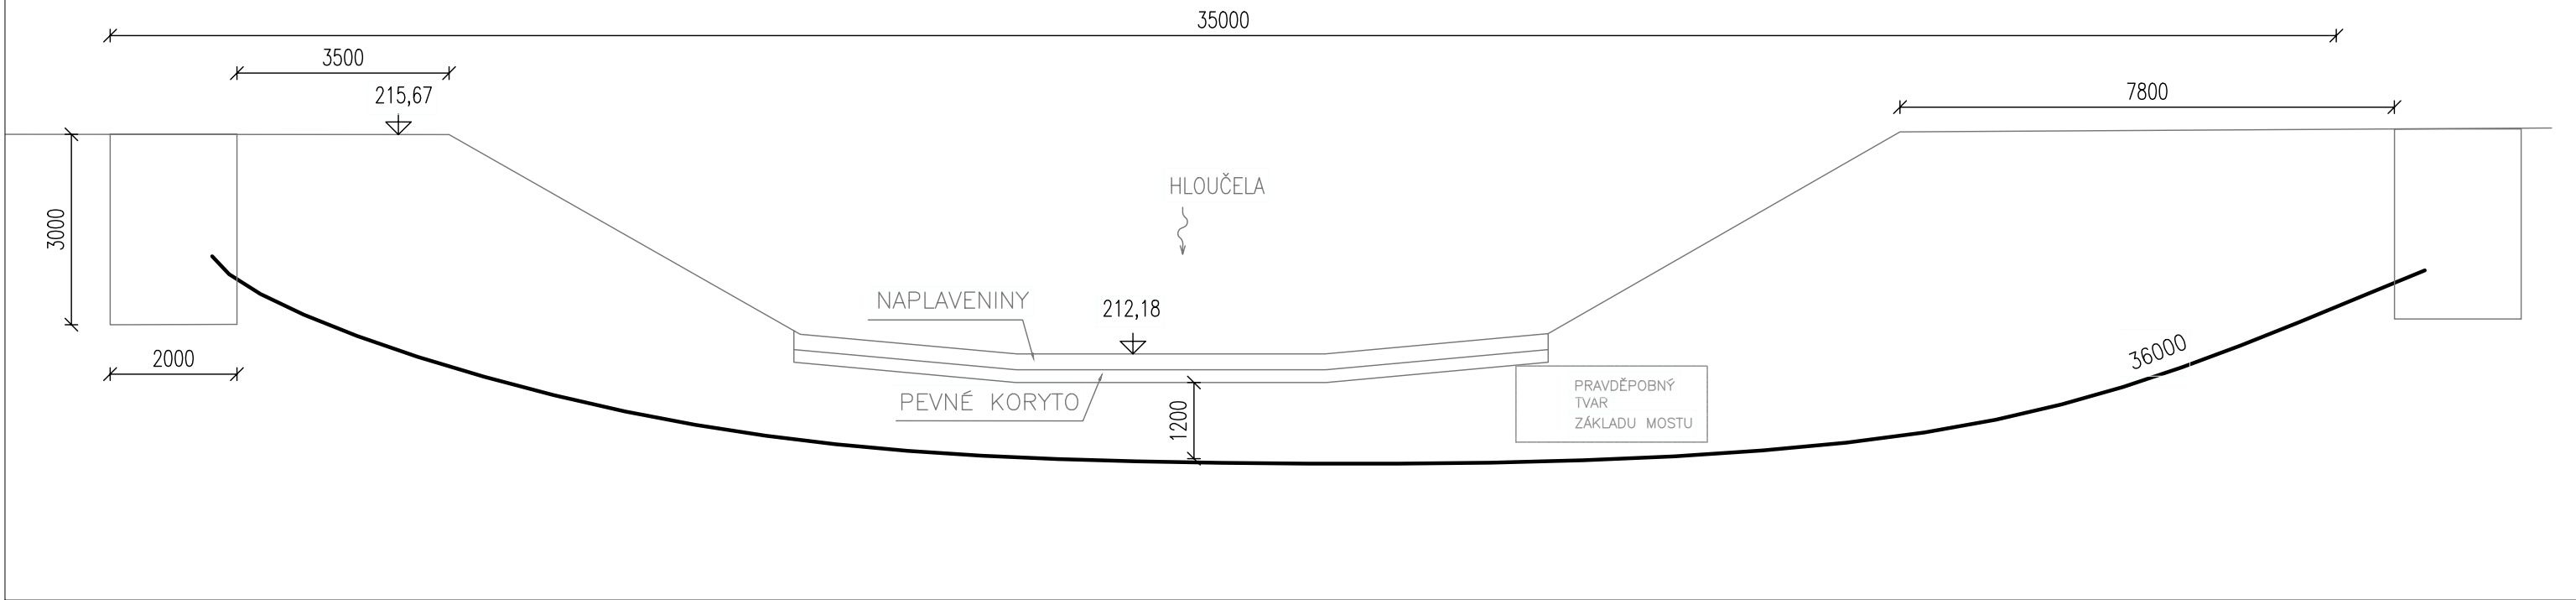 35000
3500
215,67
7800
HLOUČELA
3000
NAPLAVENINY
212,18
2000
36000
PEVNÉ KORYTO
1200
PRAVDĚPOBNÝ
TVAR
ZÁKLADU MOSTU